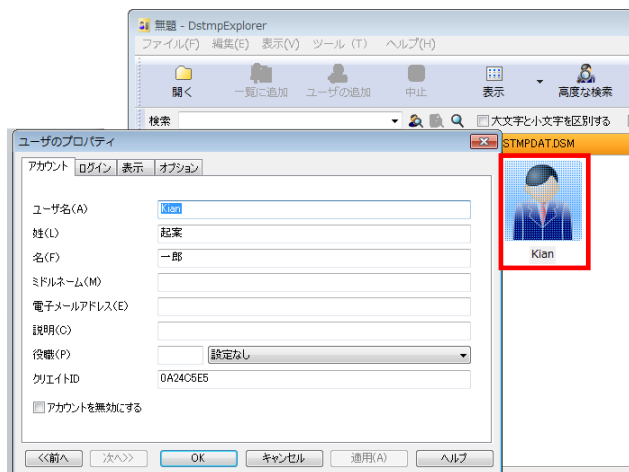 無題 - DstmpExplorer
ファイル(F) 編集(E) 表示(V) ツール (T) ヘルプ(H)
開く 一覧に追加 ユーザの追加 中止 表示 高度な検索
検索 大文字と小文字を区別する
ユーザのプロパティ
STMPDAT.DSM
アカウント ログイン 表示 オプション
ユーザ名(A) Kian
姓(L) 起案
名(F) 一郎
ミドルネーム(M)
電子メールアドレス(E)
説明(C)
役職(P) 設定なし
クリエイトID 0A24C5E5
アカウントを無効にする
<<前へ 次へ>> OK キャンセル 適用(A) ヘルプ
Kian